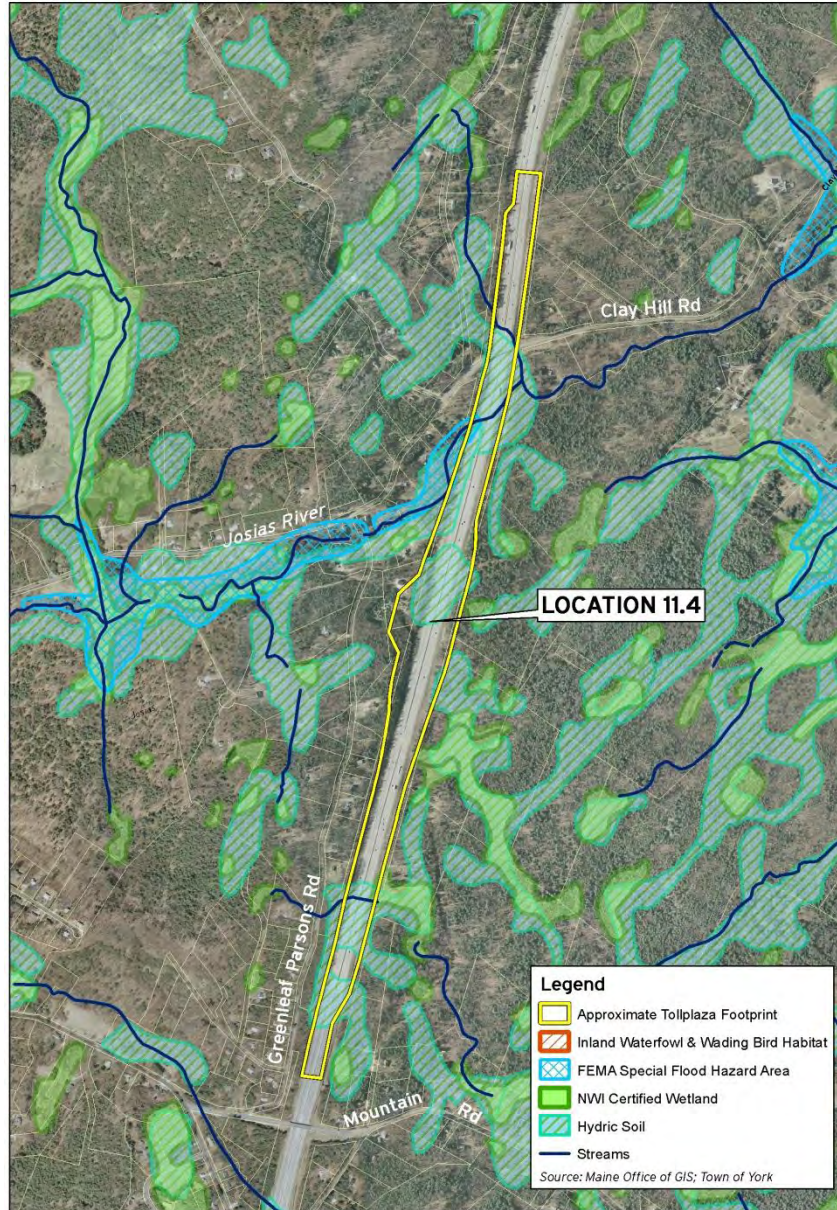 Clay Hill Rd
Josias River
LOCATION 11.4
Greenleaf Parsons Rd
Mountain Rd
Legend
Approximate Tollplaza Footprint
Inland Waterfowl & Wading Bird Habitat
FEMA Special Flood Hazard Area
NWI Certified Wetland
Hydric Soil
Streams
Source: Maine Office of GIS; Town of York